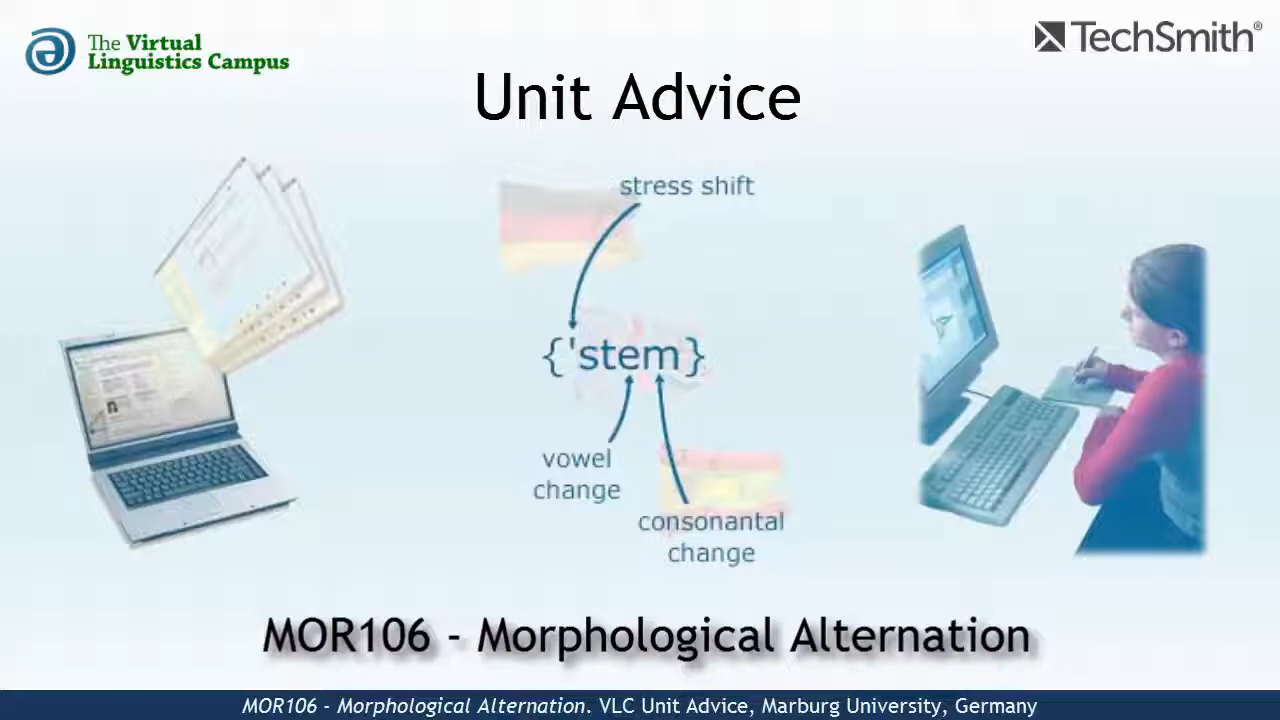 The Virtual
Linguistics Campus
TechSmith®
Unit Advice
stress shift
{'stem}
vowel
change
consonantal
change
MOR106 - Morphological Alternation
MOR106 - Morphological Alternation. VLC Unit Advice, Marburg University, Germany